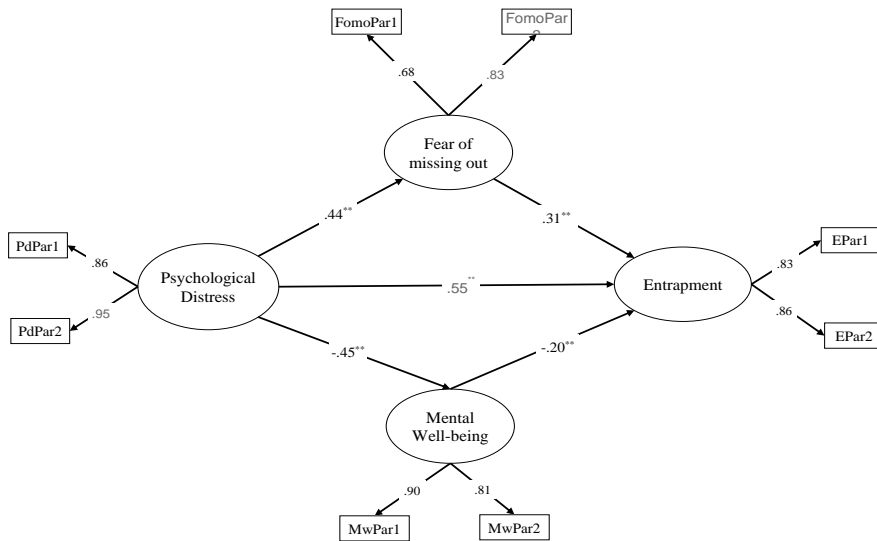 FomoPar1
FomoPar
.68
.83
Fear of
missing out
.44**
.31**
PdPar1
EPar1
.86
.83
Psychological
Distress
.55**
Entrapment
.95
PdPar2
.86
EPar2
-.45**
-.20**
Mental
Well-being
.90
.81
MwPar1
MwPar2